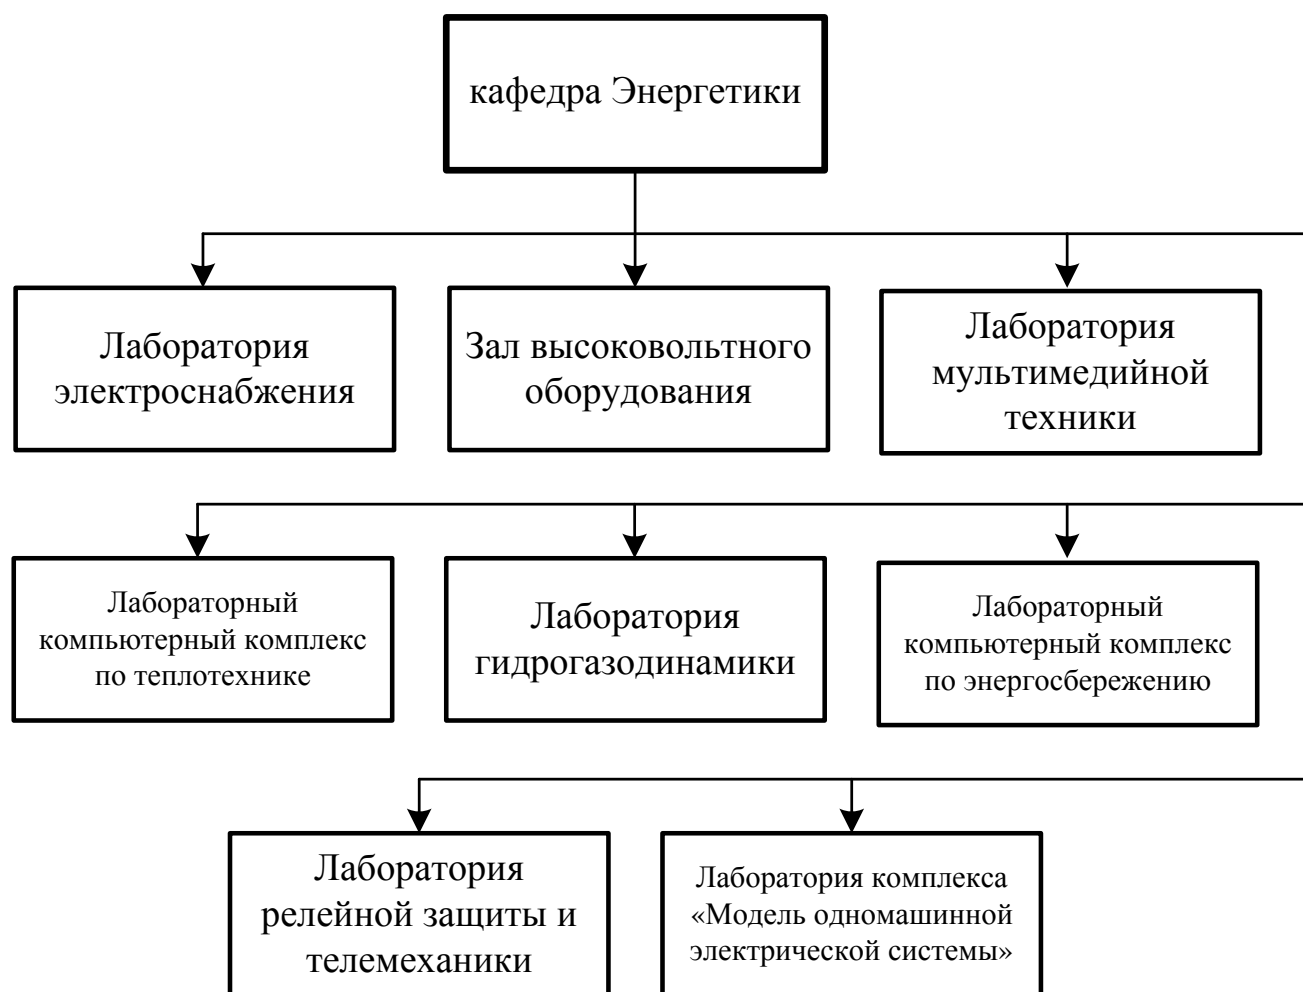 кафедра Энергетики
Лаборатория
электроснабжения
Зал высоковольтного
оборудования
Лаборатория
мультимедийной
техники
Лабораторный
компьютерный комплекс
по теплотехнике
Лаборатория
гидрогазодинамики
Лабораторный
компьютерный комплекс
по энергосбережению
Лаборатория
релейной защиты и
телемеханики
Лаборатория комплекса
«Модель одномашинной
электрической системы»